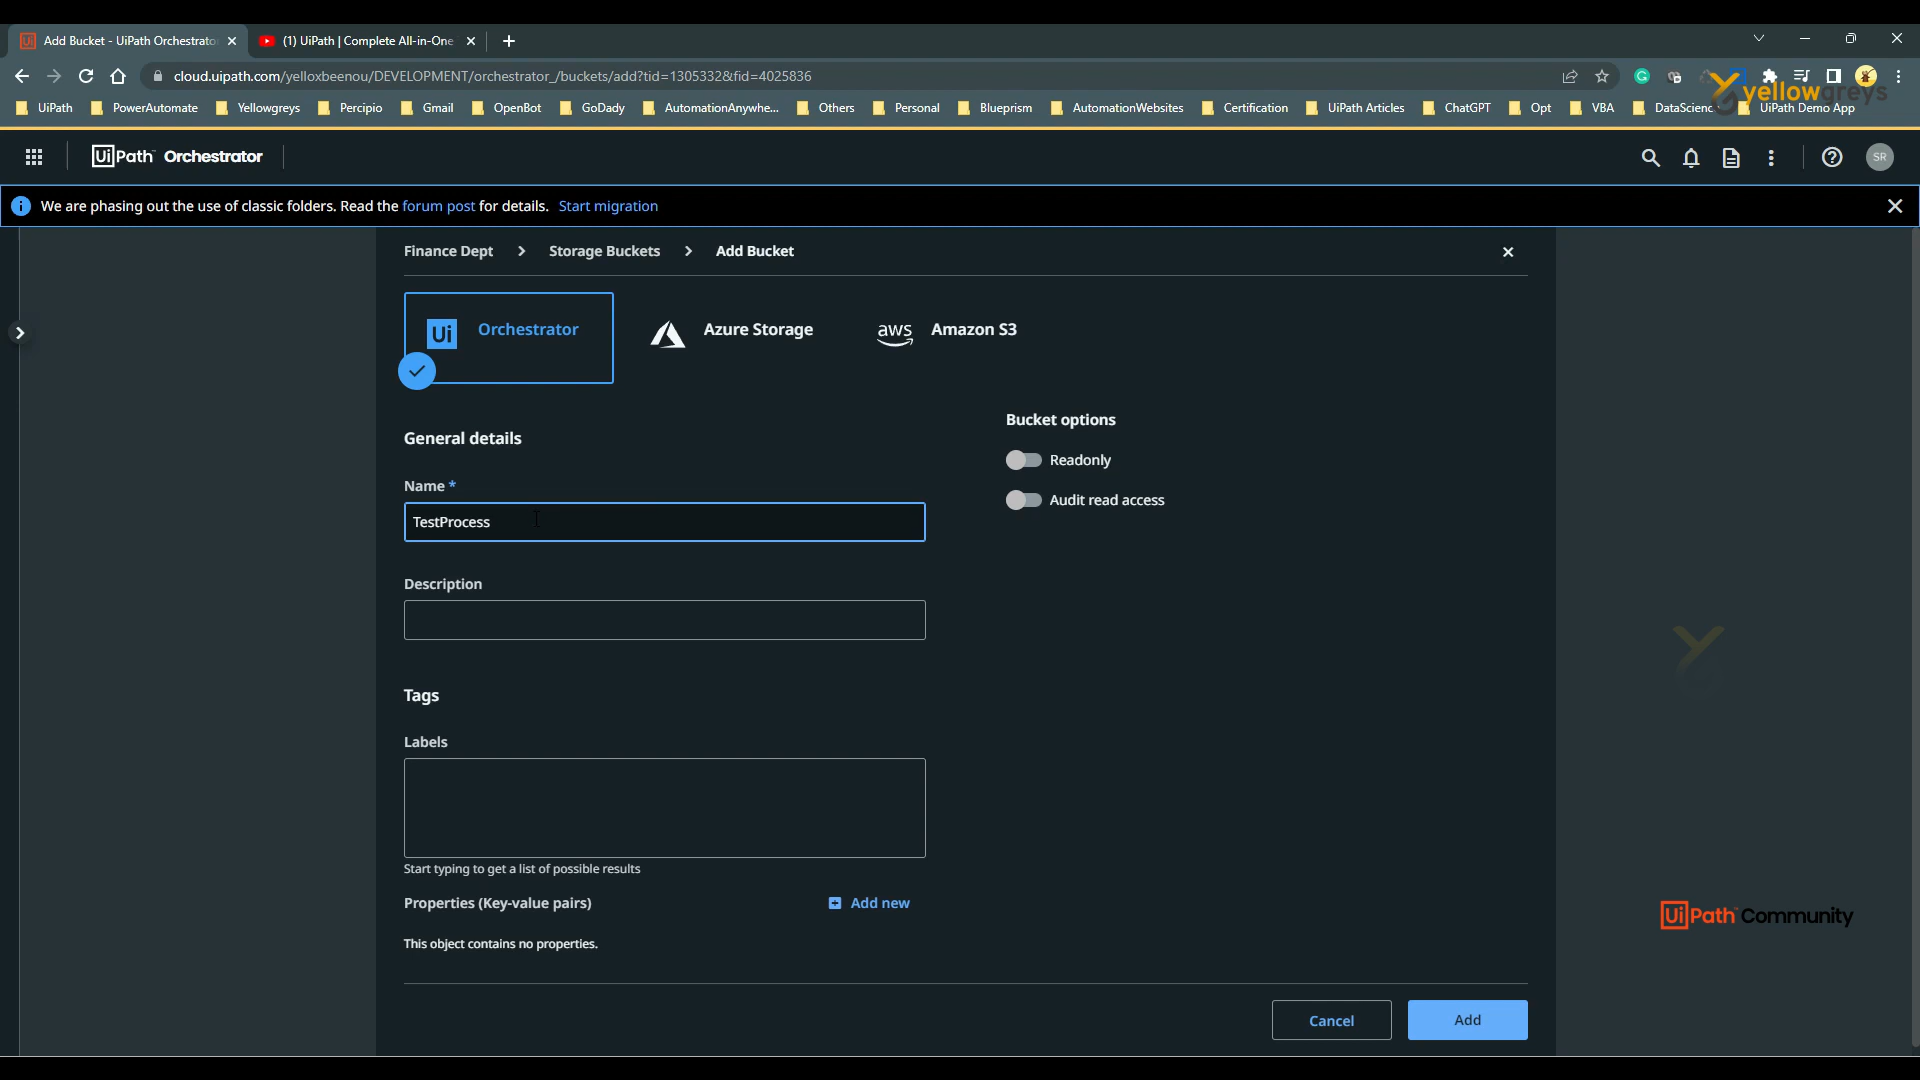 Add Bucket - UiPath Orchestrato
(1) UiPath | Complete All-in-One
cloud.uipath.com/yelloxbeenou/DEVELOPMENT/orchestrator_/buckets/add?tid=1305332&fid=4025836
UiPath PowerAutomate Yellowgreys Percipio Gmail OpenBot GoDady AutomationAnywhe... Others Personal Blueprism AutomationWebsites Certification UiPath Articles ChatGPT Opt VBA DataScienc UiPath Demo App
yellowgreys
UiPath Orchestrator
SR
We are phasing out the use of classic folders. Read the forum post for details. Start migration
Finance Dept > Storage Buckets > Add Bucket
Ui Orchestrator
Azure Storage
aws Amazon S3
Bucket options
General details
Readonly
Name *
Audit read access
TestProcess
Description
Tags
Labels
Start typing to get a list of possible results
Properties (Key-value pairs)
Add new
UiPath Community
This object contains no properties.
Cancel
Add